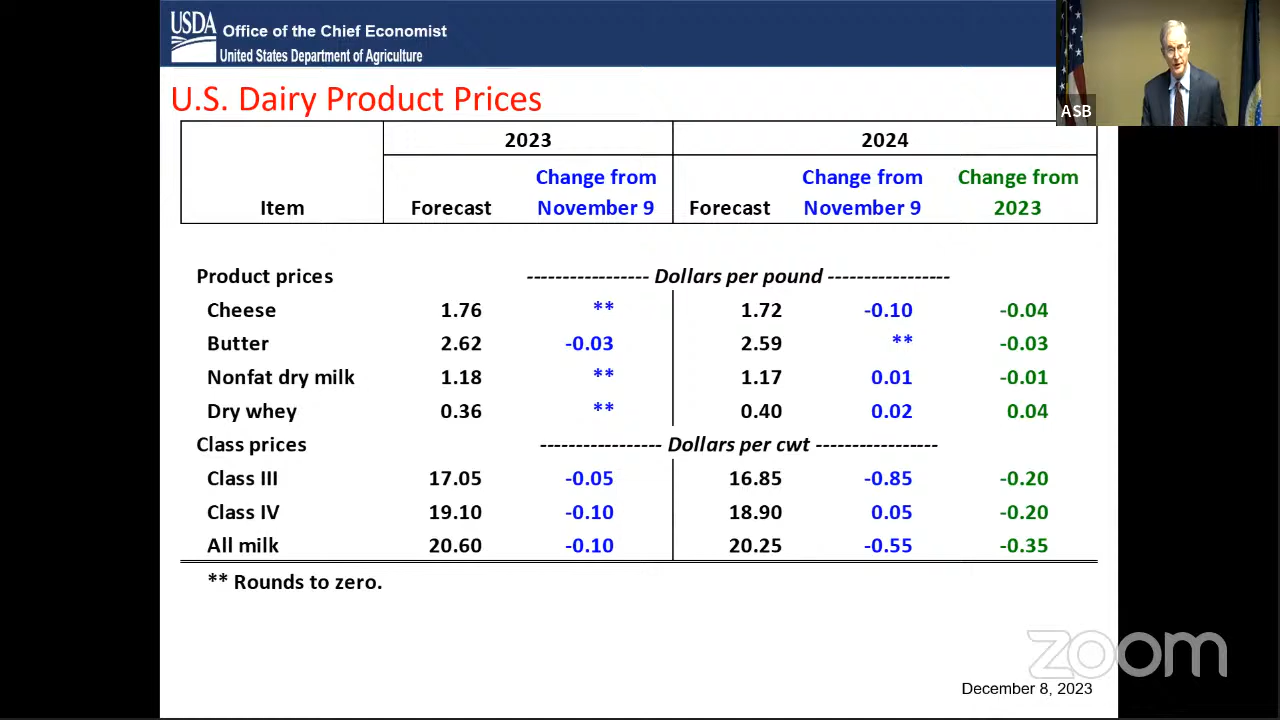 USDA Office of the Chief Economist
United States Department of Agriculture
ASB
U.S. Dairy Product Prices
2023 2024
Item Forecast Change from November 9 Forecast Change from November 9 Change from 2023
Product prices ----------------- Dollars per pound -----------------
Cheese 1.76 ** 1.72 -0.10 -0.04
Butter 2.62 -0.03 2.59 ** -0.03
Nonfat dry milk 1.18 ** 1.17 0.01 -0.01
Dry whey 0.36 ** 0.40 0.02 0.04
Class prices ----------------- Dollars per cwt -----------------
Class III 17.05 -0.05 16.85 -0.85 -0.20
Class IV 19.10 -0.10 18.90 0.05 -0.20
All milk 20.60 -0.10 20.25 -0.55 -0.35
** Rounds to zero.
zoom
December 8, 2023